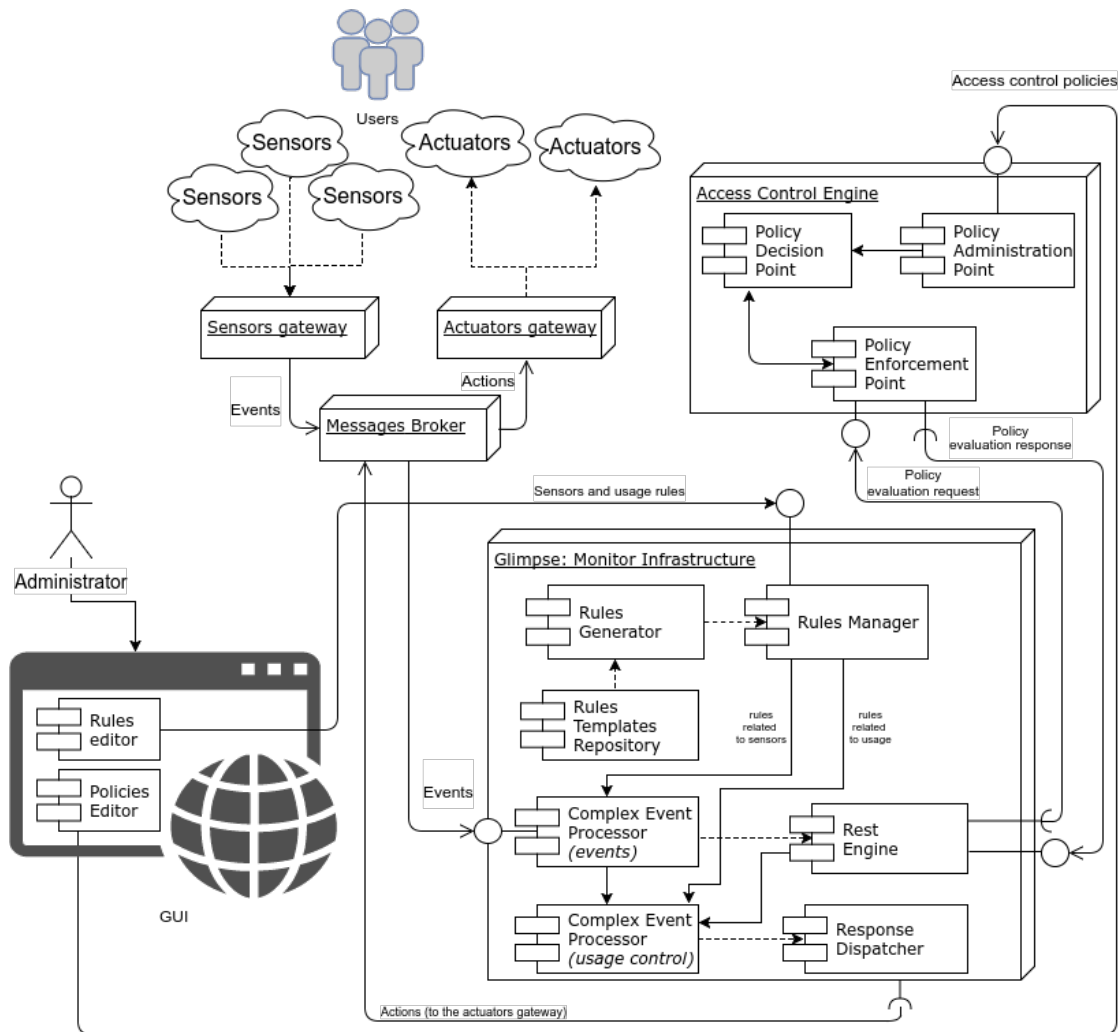 Users
Sensors
Sensors
Sensors
Actuators
Actuators
Access control policies
Access Control Engine
Policy
Decision
Point
Policy
Administration
Point
Policy
Enforcement
Point
Sensors gateway
Actuators gateway
Events
Actions
Messages Broker
Policy
evaluation response
Policy
evaluation request
Sensors and usage rules
Administrator
Glimpse: Monitor Infrastructure
Rules
Generator
Rules Manager
Rules
Templates
Repository
rules
related
to sensors
rules
related
to usage
Rules
editor
Policies
Editor
GUI
Events
Complex Event
Processor
(events)
Rest
Engine
Complex Event
Processor
(usage control)
Response
Dispatcher
Actions (to the actuators gateway)